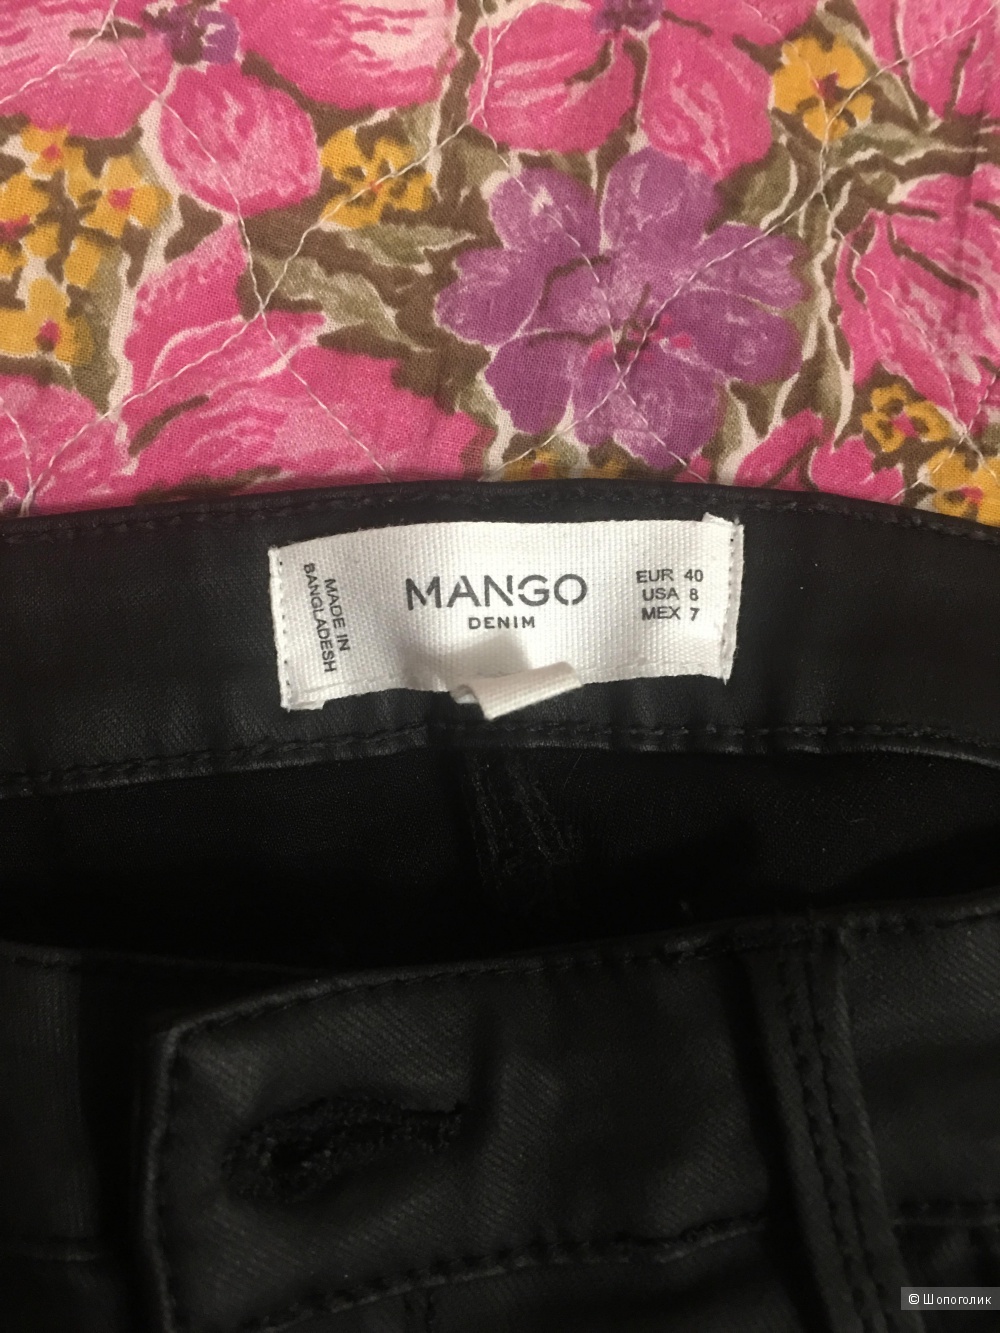 MADE IN
BANGLADESH
MANGO
DENIM
EUR 40
USA 8
MEX 7
© Шопоголик